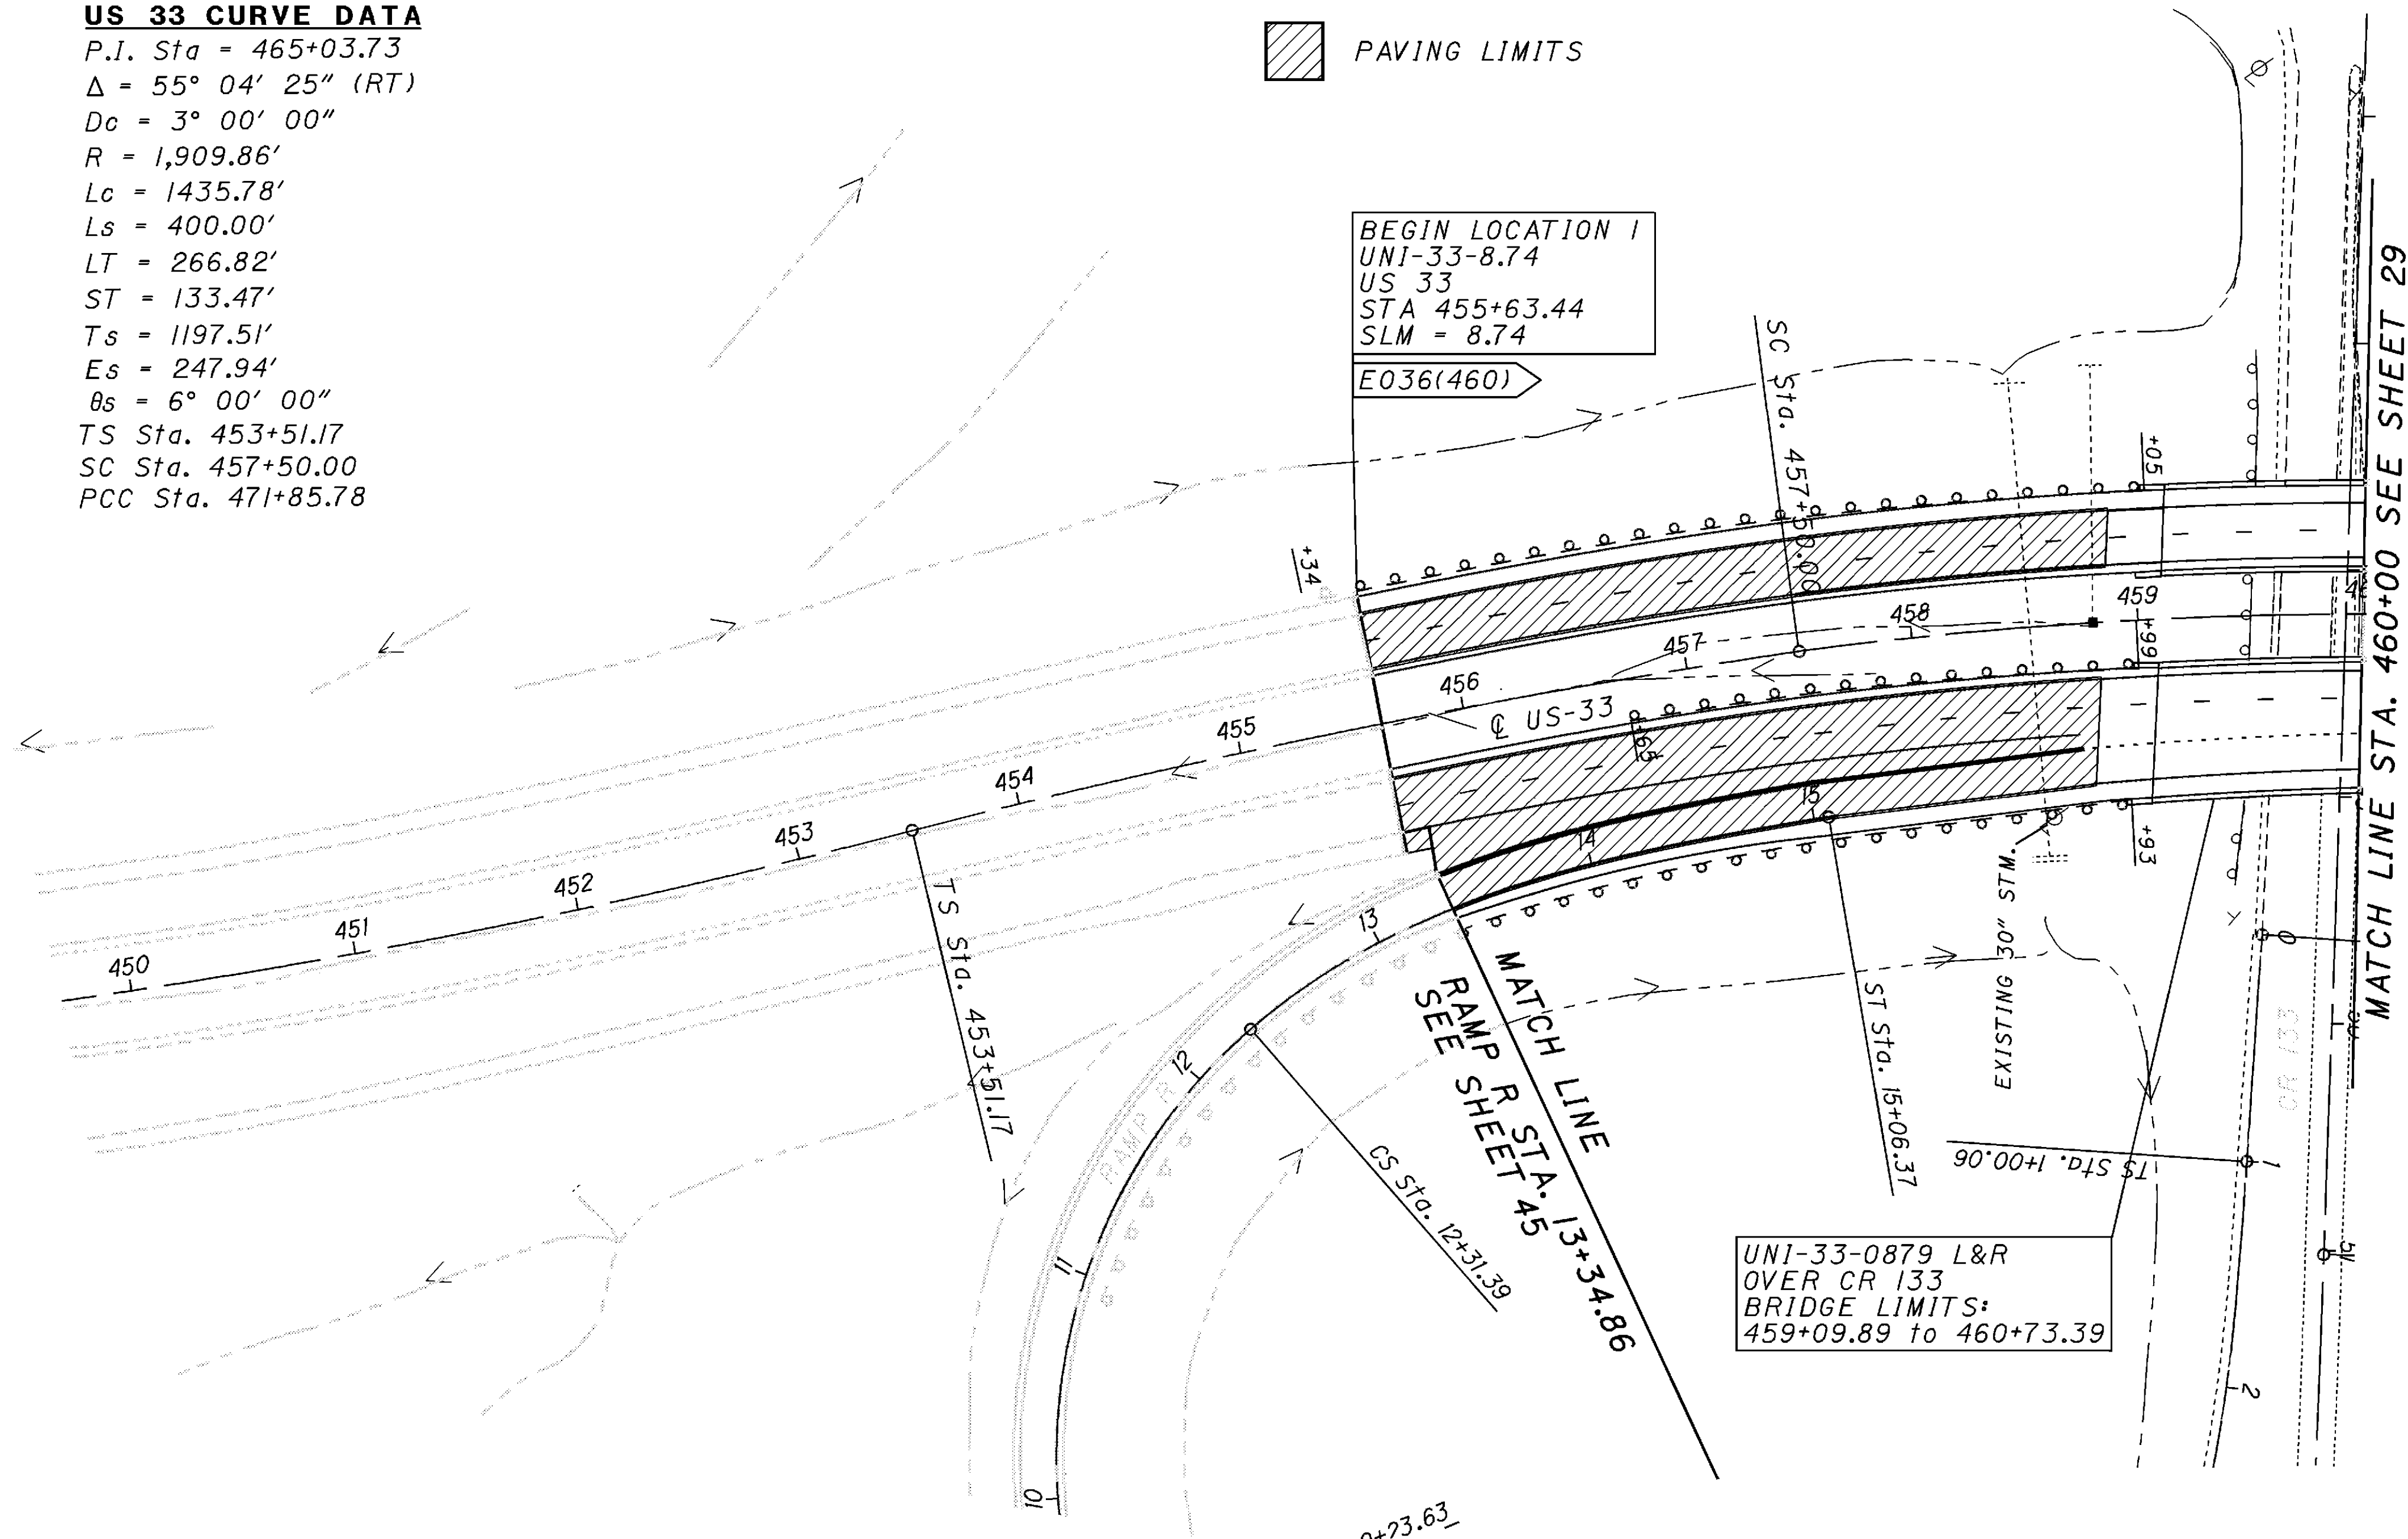 US 33 CURVE DATA
P.I. Sta = 465+03.73
Δ = 55° 04' 25" (RT)
Dc = 3° 00' 00"
R = 1,909.86'
Lc = 1435.78'
Ls = 400.00'
LT = 266.82'
ST = 133.47'
Ts = 1197.51'
Es = 247.94'
θs = 6° 00' 00"
TS Sta. 453+51.17
SC Sta. 457+50.00
PCC Sta. 471+85.78
PAVING LIMITS
BEGIN LOCATION 1
UNI-33-8.74
US 33
STA 455+63.44
SLM = 8.74
E036(460)
SC Sta. 457+50.00
+05
+34
MATCH LINE STA. 460+00 SEE SHEET 29
459
458
457
456
455
454
453
452
451
450
+99
℄ US-33
+65
15
14
13
12
11
10
+93
TS Sta. 453+51.17
RAMP R
CS Sta. 12+31.39
MATCH LINE
RAMP R STA. 13+34.86
SEE SHEET 45
ST Sta. 15+06.37
EXISTING 30" STM.
CR 133
0
1
2
TS Sta. 1+00.06
51
UNI-33-0879 L&R
OVER CR 133
BRIDGE LIMITS:
459+09.89 to 460+73.39
+23.63